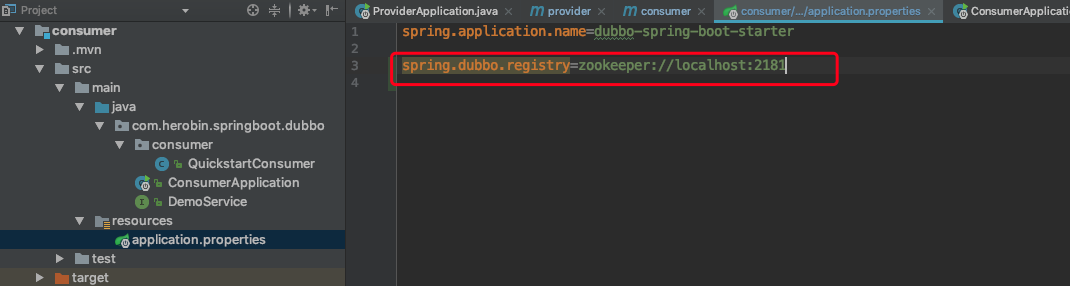 Project
consumer
.mvn
src
main
java
com.herobin.springboot.dubbo
consumer
QuickstartConsumer
ConsumerApplication
DemoService
resources
application.properties
test
target
ProviderApplication.java
provider
consumer
consumer/.../application.properties
ConsumerApplicati
1 spring.application.name=dubbo-spring-boot-starter
2
3 spring.dubbo.registry=zookeeper://localhost:2181
4